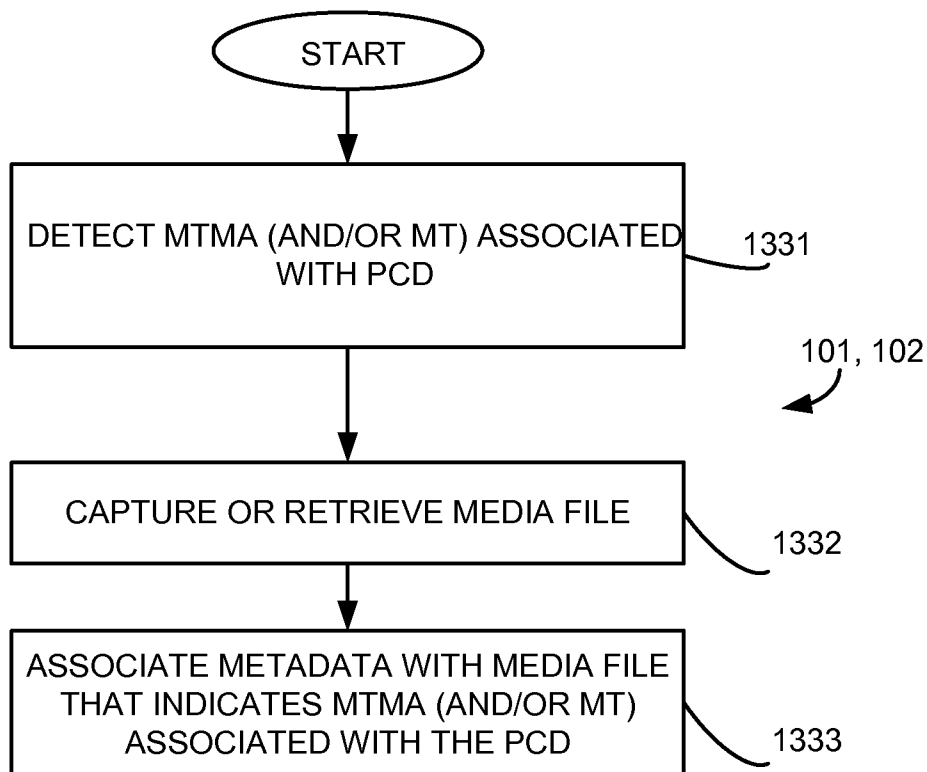 START
DETECT MTMA (AND/OR MT) ASSOCIATED
WITH PCD
1331
101, 102
CAPTURE OR RETRIEVE MEDIA FILE
1332
ASSOCIATE METADATA WITH MEDIA FILE
THAT INDICATES MTMA (AND/OR MT)
ASSOCIATED WITH THE PCD
1333